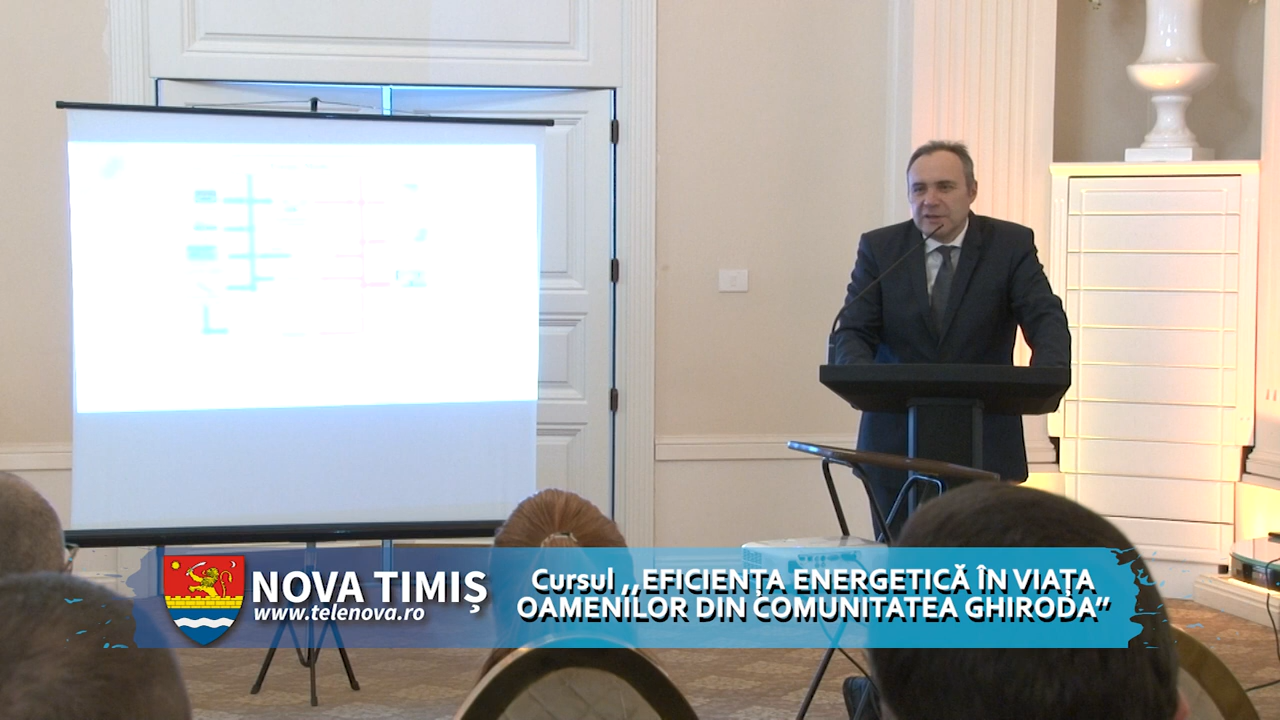 NOVA TIMIȘ
www.telenova.ro
Cursul ,,EFICIENȚA ENERGETICĂ ÎN VIAȚA
OAMENILOR DIN COMUNITATEA GHIRODA”